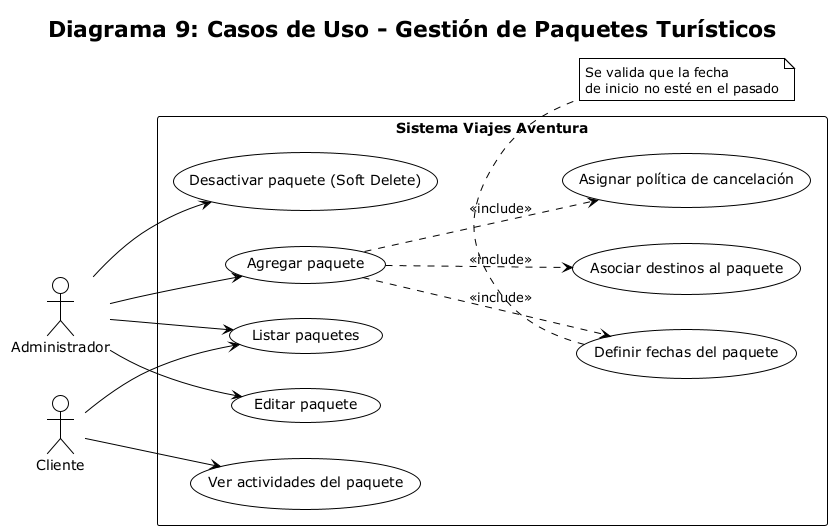 Diagrama 9: Casos de Uso - Gestión de Paquetes Turísticos
Se valida que la fecha
de inicio no esté en el pasado
Sistema Viajes Aventura
Desactivar paquete (Soft Delete)
Asignar política de cancelación
«include»
Agregar paquete
«include»
Asociar destinos al paquete
«include»
Listar paquetes
Administrador
Definir fechas del paquete
Editar paquete
Cliente
Ver actividades del paquete